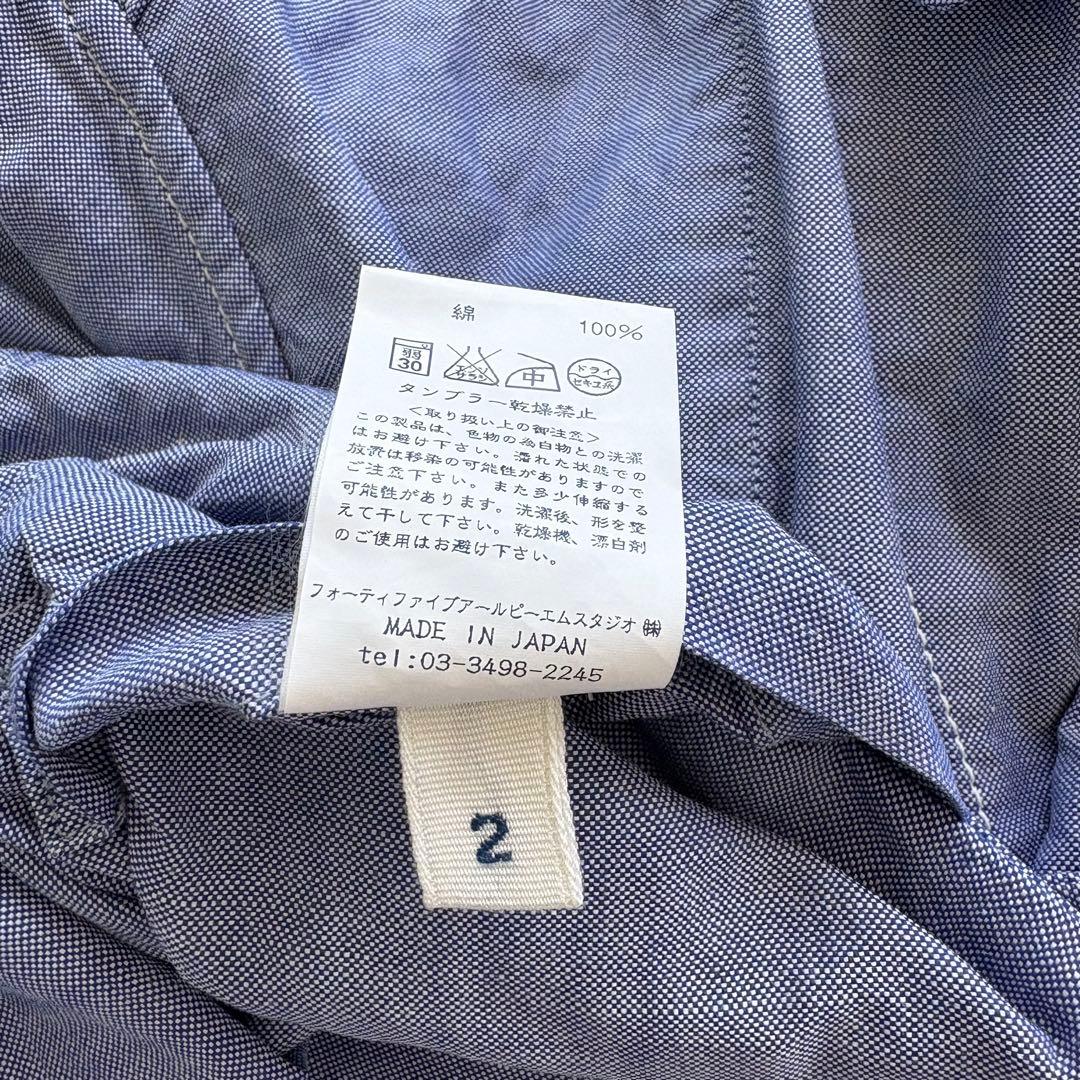 綿 100%
弱 30 エンソサラシ 中 ドライ セキユ系
タンブラー乾燥禁止
<取り扱い上の御注意>
この製品は、色物の為白物との洗濯
はお避け下さい。濡れた状態での
放置は移染の可能性がありますので
ご注意下さい。また多少伸縮する
可能性があります。洗濯後、形を整
えて干して下さい。乾燥機、漂白剤
のご使用はお避け下さい。
フォーティファイブアールピーエムスタジオ㈱
MADE IN JAPAN
tel:03-3498-2245
2